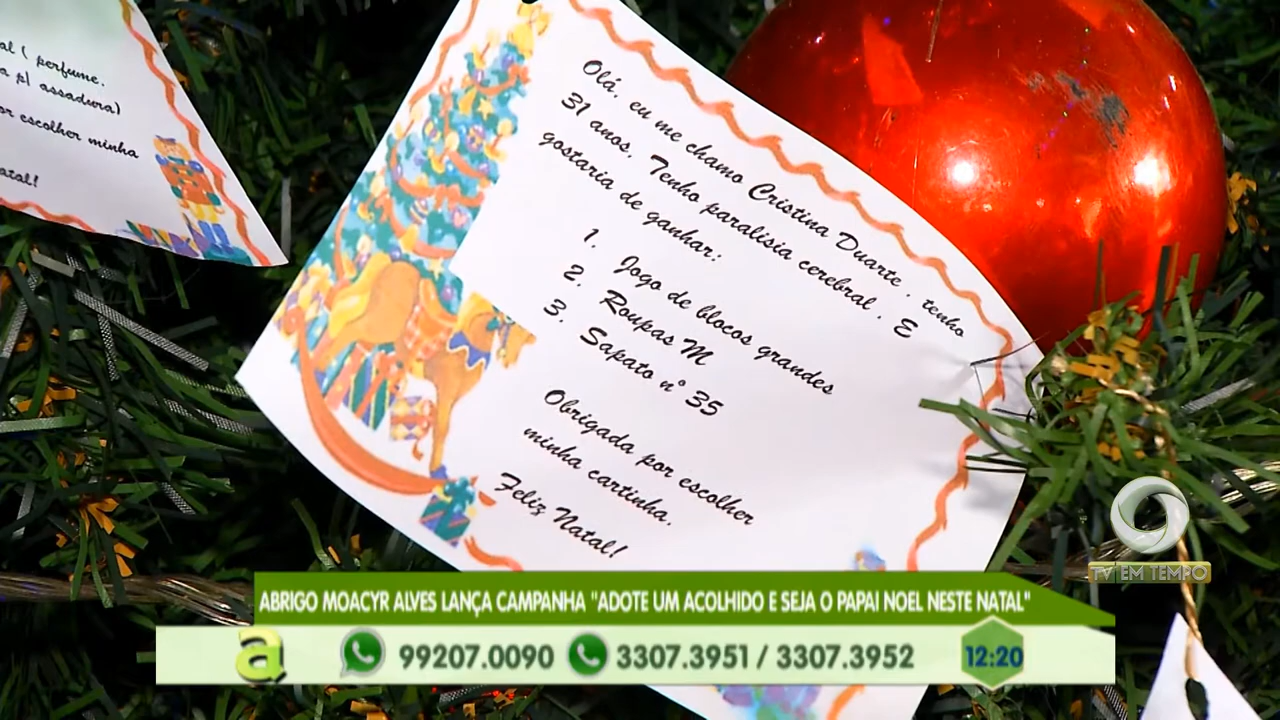 al ( perfume,
a p/ assadura)
or escolher minha
atal!
Olá, eu me chamo Cristina Duarte , tenho
31 anos. Tenho paralisia cerebral . E
gostaria de ganhar:
1. Jogo de blocos grandes
2. Roupas M
3. Sapato n° 35
Obrigada por escolher
minha cartinha.
Feliz Natal!
TV EM TEMPO
ABRIGO MOACYR ALVES LANÇA CAMPANHA "ADOTE UM ACOLHIDO E SEJA O PAPAI NOEL NESTE NATAL"
a 99207.0090 3307.3951 / 3307.3952 12:20